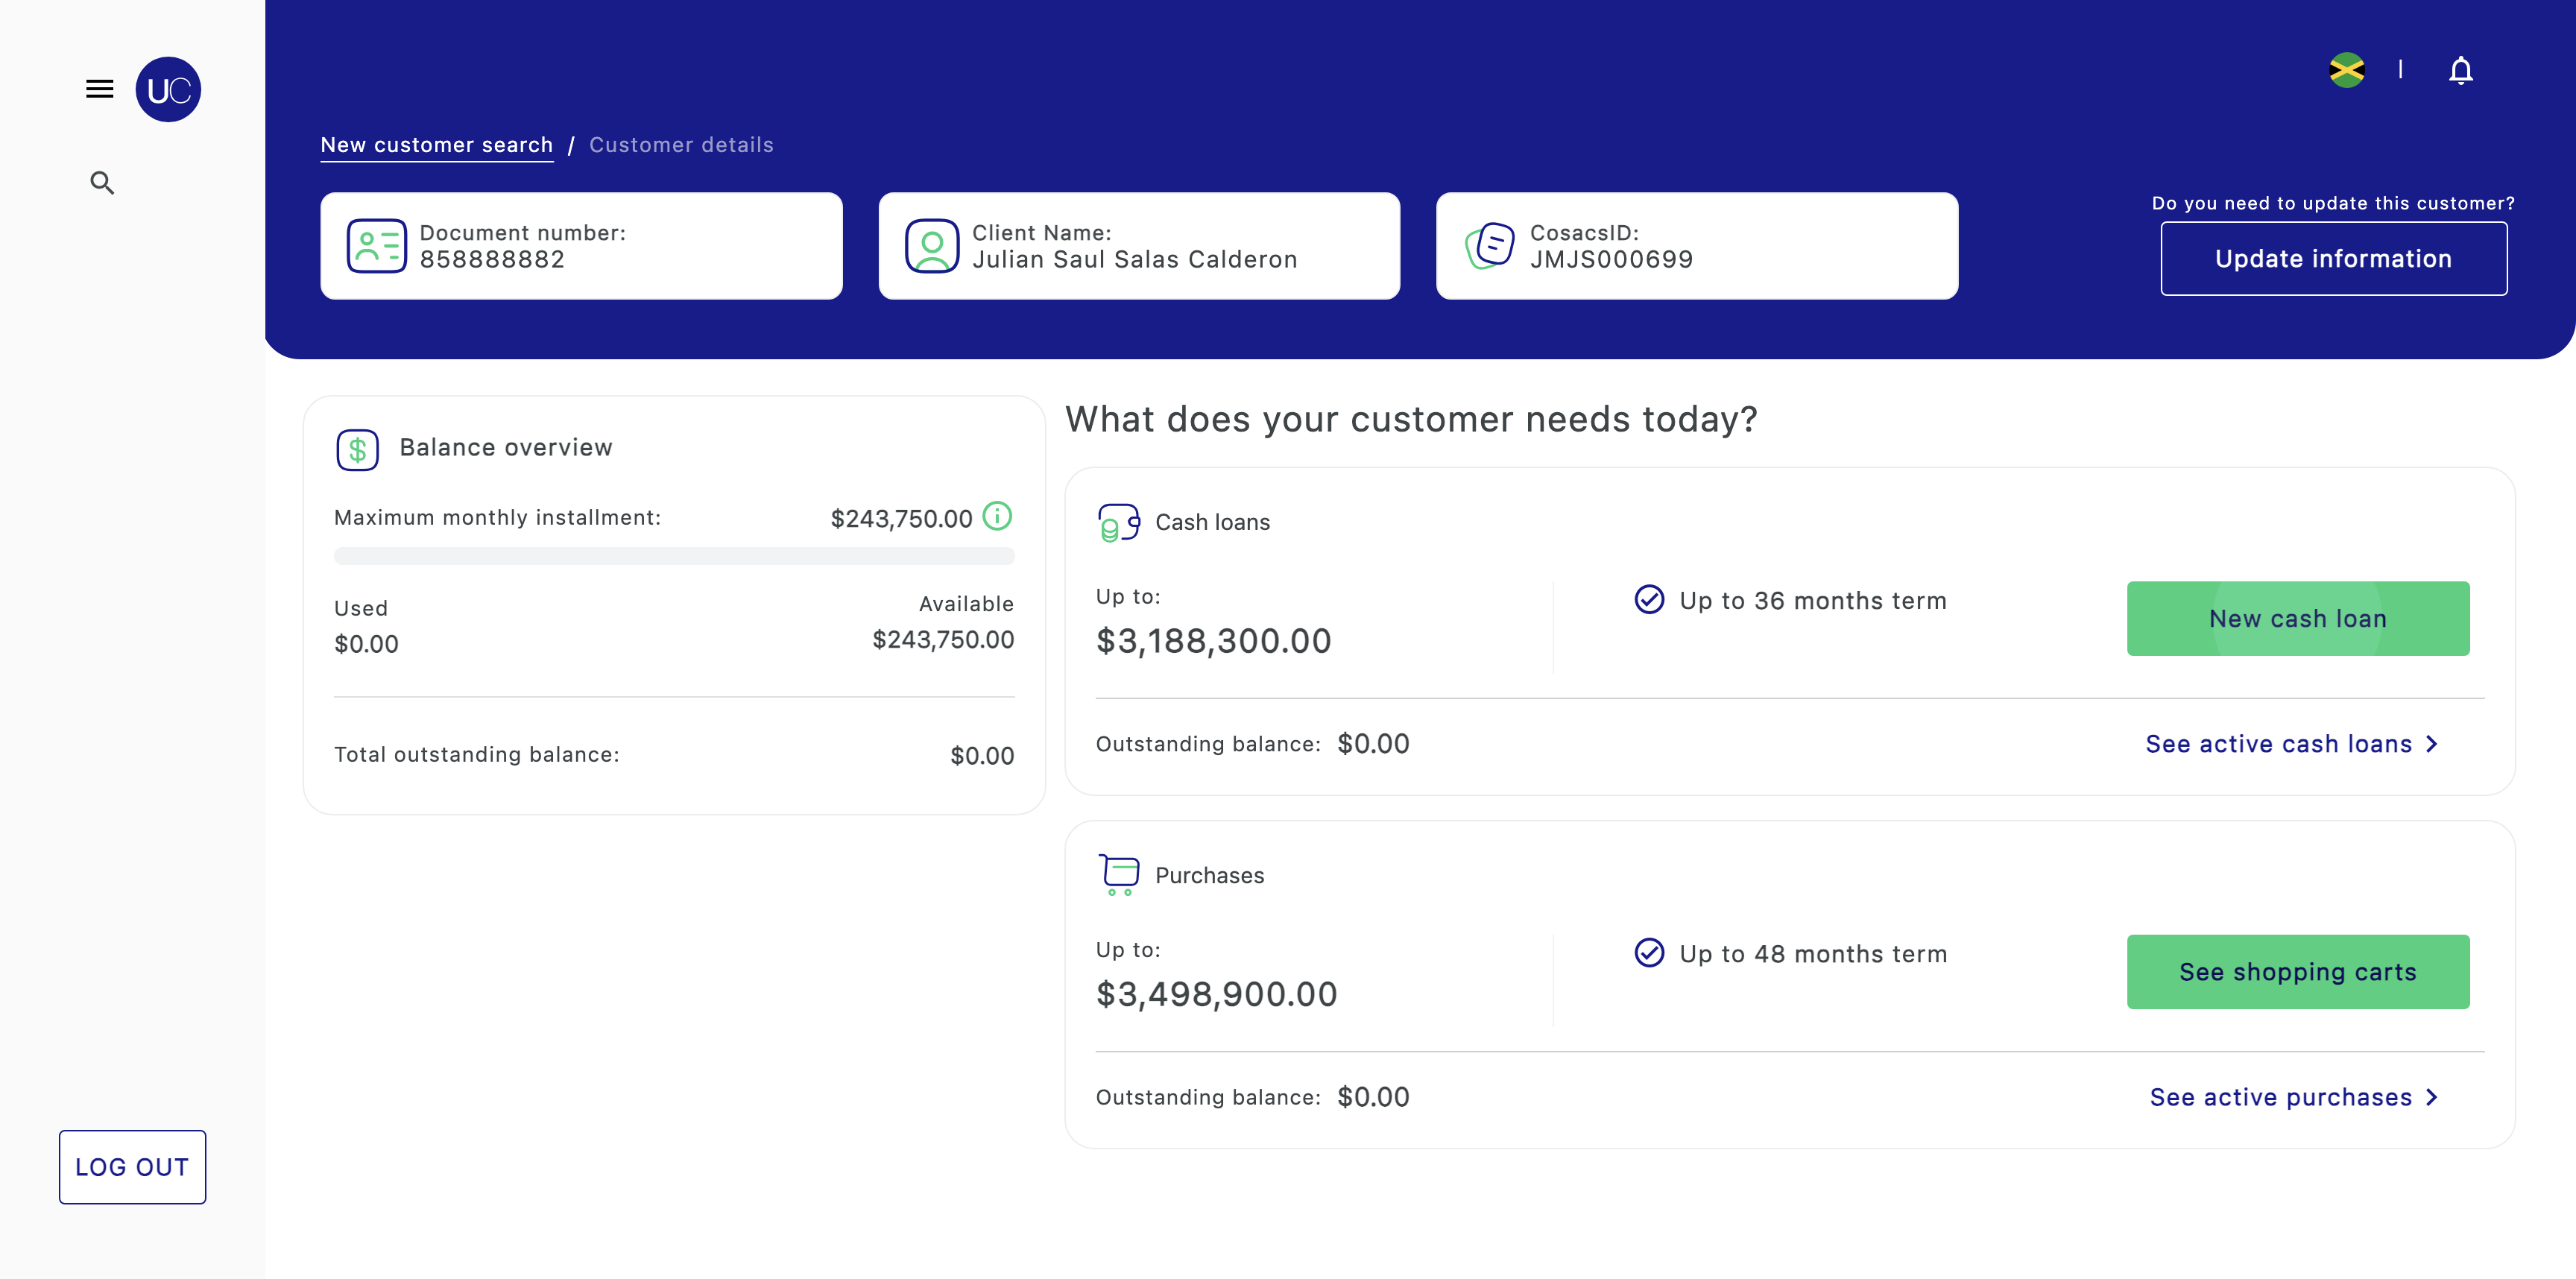 UC
New customer search / Customer details
Document number:
858888882
Client Name:
Julian Saul Salas Calderon
CosacsID:
JMJS000699
Do you need to update this customer?
Update information
Balance overview
Maximum monthly installment: $243,750.00
Used
$0.00
Available
$243,750.00
Total outstanding balance: $0.00
What does your customer needs today?
Cash loans
Up to:
$3,188,300.00
Up to 36 months term
New cash loan
Outstanding balance: $0.00
See active cash loans
Purchases
Up to:
$3,498,900.00
Up to 48 months term
See shopping carts
Outstanding balance: $0.00
See active purchases
LOG OUT